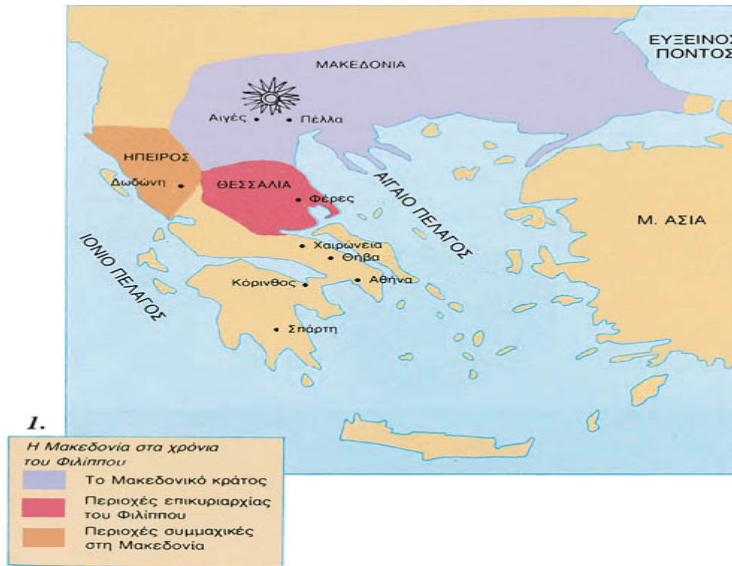 ΕΥΞΕΙΝΟΣ
ΠΟΝΤΟΣ
ΜΑΚΕΔΟΝΙΑ
Αιγές
Πέλλα
ΗΠΕΙΡΟΣ
Δωδώνη
ΘΕΣΣΑΛΙΑ
Φέρες
ΑΙΓΑΙΟ ΠΕΛΑΓΟΣ
Μ. ΑΣΙΑ
ΙΟΝΙΟ ΠΕΛΑΓΟΣ
Χαιρώνεια
Θήβα
Κόρινθος
Αθήνα
Σπάρτη
1.
Η Μακεδονία στα χρόνια
του Φιλίππου
Το Μακεδονικό κράτος
Περιοχές επικυριαρχίας
του Φιλίππου
Περιοχές συμμαχικές
στη Μακεδονία